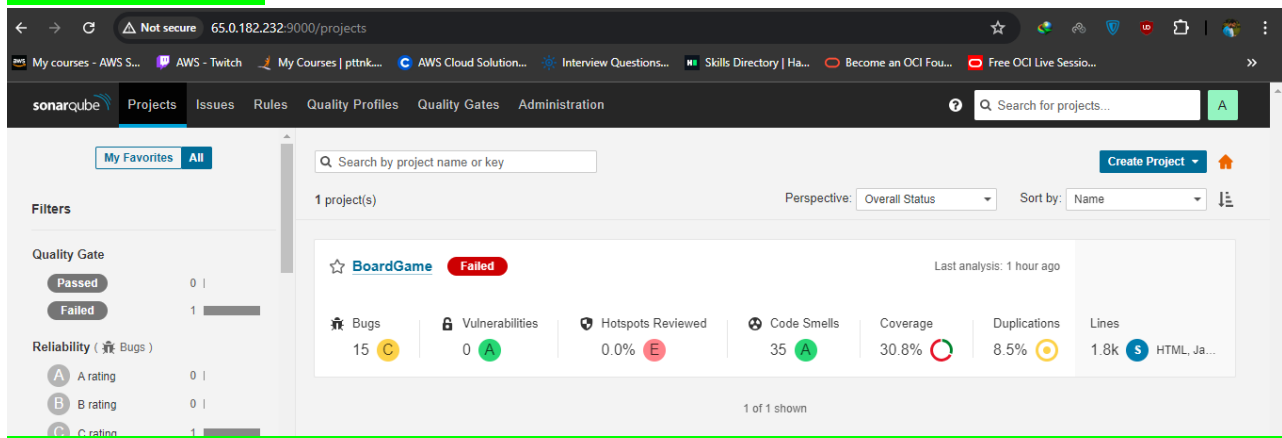 Not secure 65.0.182.232:9000/projects
My courses - AWS S... AWS - Twitch My Courses | pttnk... AWS Cloud Solution... Interview Questions... Skills Directory | Ha... Become an OCI Fou... Free OCI Live Sessio... »
sonarqube Projects Issues Rules Quality Profiles Quality Gates Administration ? Search for projects... A
My Favorites All
Search by project name or key Create Project
1 project(s) Perspective: Overall Status Sort by: Name
Filters
Quality Gate
Passed 0
Failed 1
Reliability ( Bugs )
A A rating 0
B B rating 0
C C rating 1
BoardGame Failed Last analysis: 1 hour ago
Bugs Vulnerabilities Hotspots Reviewed Code Smells Coverage Duplications Lines
15 C 0 A 0.0% E 35 A 30.8% 8.5% 1.8k S HTML, Ja...
1 of 1 shown